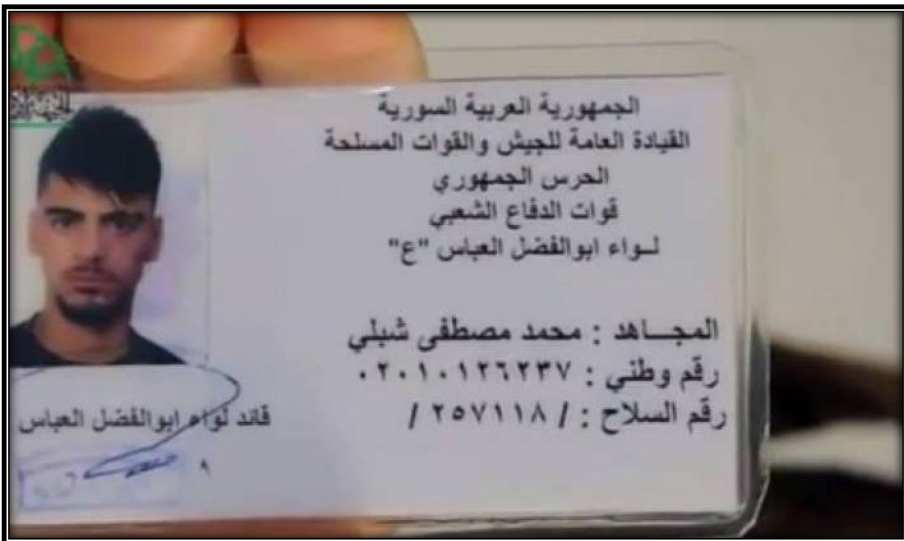 الجمهورية العربية السورية
القيادة العامة للجيش والقوات المسلحة
الحرس الجمهوري
قوات الدفاع الشعبي
لـواء ابوالفضل العباس "ع"
المجـــاهد : محمد مصطفى شبلي
رقم وطني : ٠٢٠١٠١٢٦٢٣٧
رقم السلاح : / ٢٥٧١١٨ /
قائد لواء ابوالفضل العباس